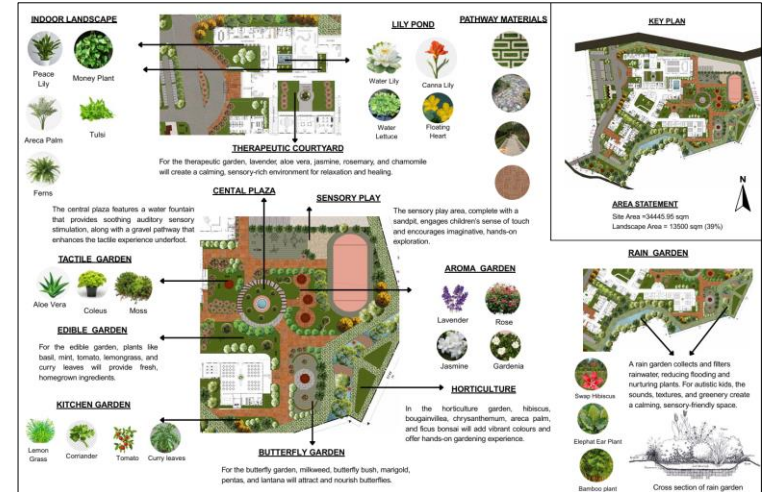 INDOOR LANDSCAPE
Peace
Lily
Money Plant
Areca Palm
Tulsi
Ferns
LILY POND
Water Lily
Canna Lily
Water
Lettuce
Floating
Heart
PATHWAY MATERIALS
KEY PLAN
N
AREA STATEMENT
Site Area =34445.95 sqm
Landscape Area = 13500 sqm (39%)
THERAPEUTIC COURTYARD
For the therapeutic garden, lavender, aloe vera, jasmine, rosemary, and chamomile
will create a calming, sensory-rich environment for relaxation and healing.
CENTAL PLAZA
The central plaza features a water fountain
that provides soothing auditory sensory
stimulation, along with a gravel pathway that
enhances the tactile experience underfoot.
SENSORY PLAY
The sensory play area, complete with a
sandpit, engages children's sense of touch
and encourages imaginative, hands-on
exploration.
TACTILE GARDEN
Aloe Vera
Coleus
Moss
EDIBLE GARDEN
For the edible garden, plants like
basil, mint, tomato, lemongrass, and
curry leaves will provide fresh,
homegrown ingredients.
KITCHEN GARDEN
Lemon
Grass
Corriander
Tomato
Curry leaves
AROMA GARDEN
Lavender
Rose
Jasmine
Gardenia
HORTICULTURE
In the horticulture garden, hibiscus,
bougainvillea, chrysanthemum, areca palm,
and ficus bonsai will add vibrant colours and
offer hands-on gardening experience.
BUTTERFLY GARDEN
For the butterfly garden, milkweed, butterfly bush, marigold,
pentas, and lantana will attract and nourish butterflies.
RAIN GARDEN
Swap Hibiscus
Elephat Ear Plant
Bamboo plant
A rain garden collects and filters
rainwater, reducing flooding and
nurturing plants. For autistic kids, the
sounds, textures, and greenery create
a calming, sensory-friendly space.
Cross section of rain garden